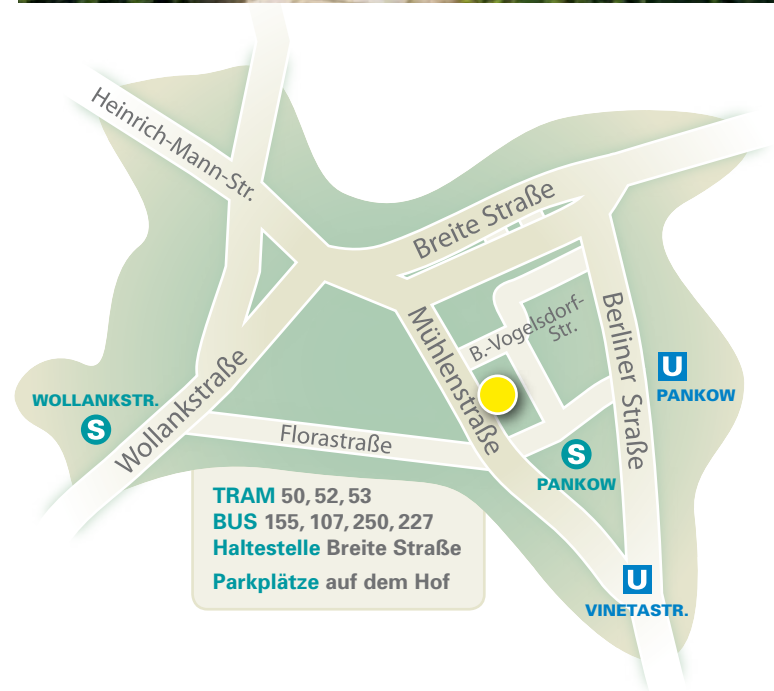 Heinrich-Mann-Str.
Breite Straße
B.-Vogelsdorf-
Str.
Mühlenstraße
Berliner Straße
U
PANKOW
WOLLANKSTR.
S
Wollankstraße
Florastraße
S
PANKOW
TRAM 50, 52, 53
BUS 155, 107, 250, 227
Haltestelle Breite Straße
Parkplätze auf dem Hof
U
VINETASTR.